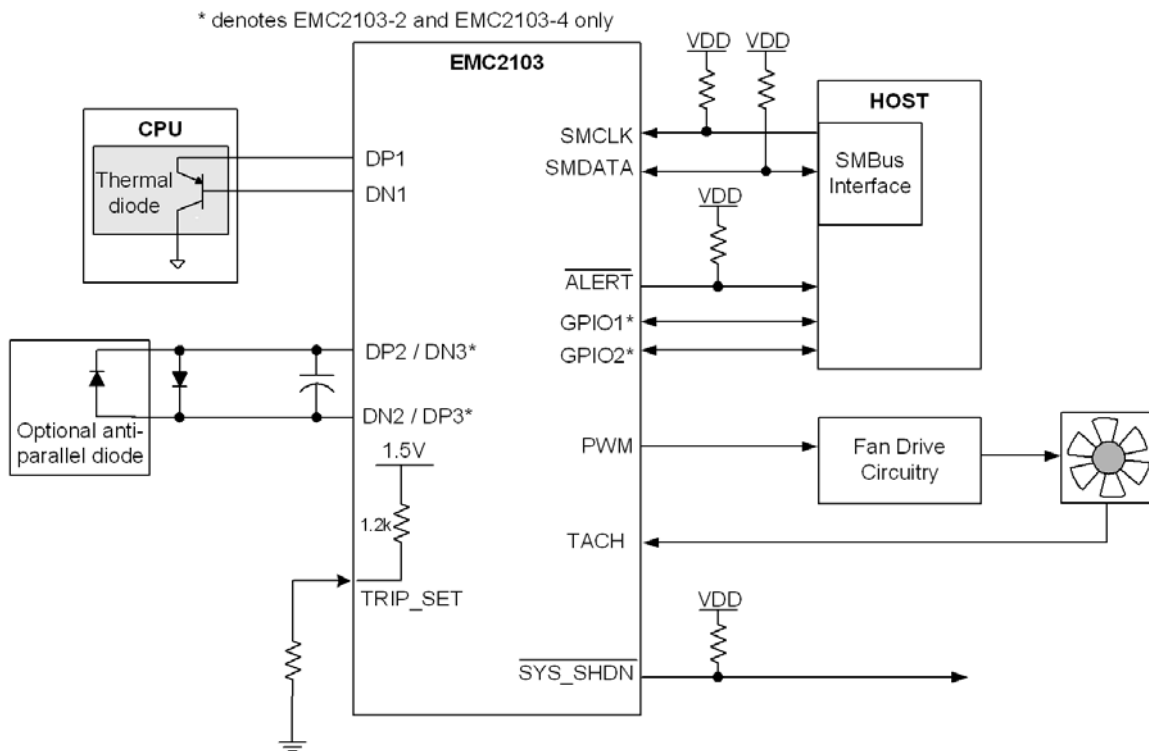 * denotes EMC2103-2 and EMC2103-4 only
EMC2103
CPU
Thermal
diode
DP1
DN1
DP2 / DN3*
DN2 / DP3*
Optional anti-
parallel diode
1.5V
1.2k
TRIP_SET
SMCLK
SMDATA
ALERT
GPIO1*
GPIO2*
PWM
TACH
SYS_SHDN
VDD
VDD
VDD
VDD
HOST
SMBus
Interface
Fan Drive
Circuitry